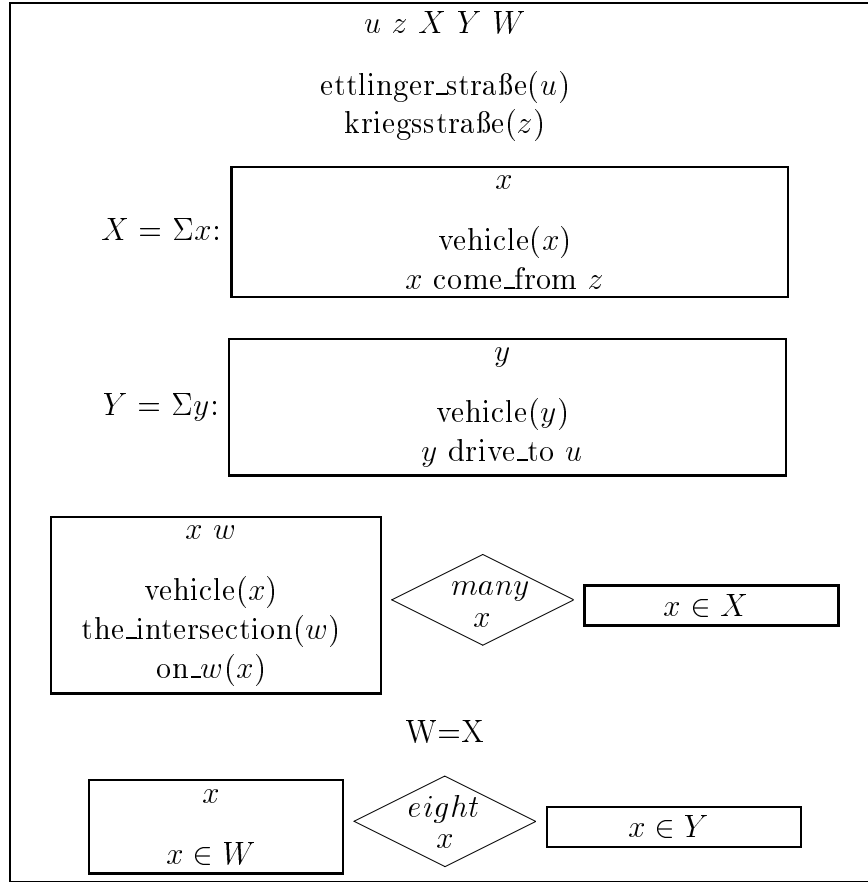 u z X Y W
ettlinger_straße(u)
kriegsstraße(z)
X = Σx:
x
vehicle(x)
x come_from z
Y = Σy:
y
vehicle(y)
y drive_to u
x w
vehicle(x)
the_intersection(w)
on_w(x)
many
x
x ∈ X
W=X
x
x ∈ W
eight
x
x ∈ Y